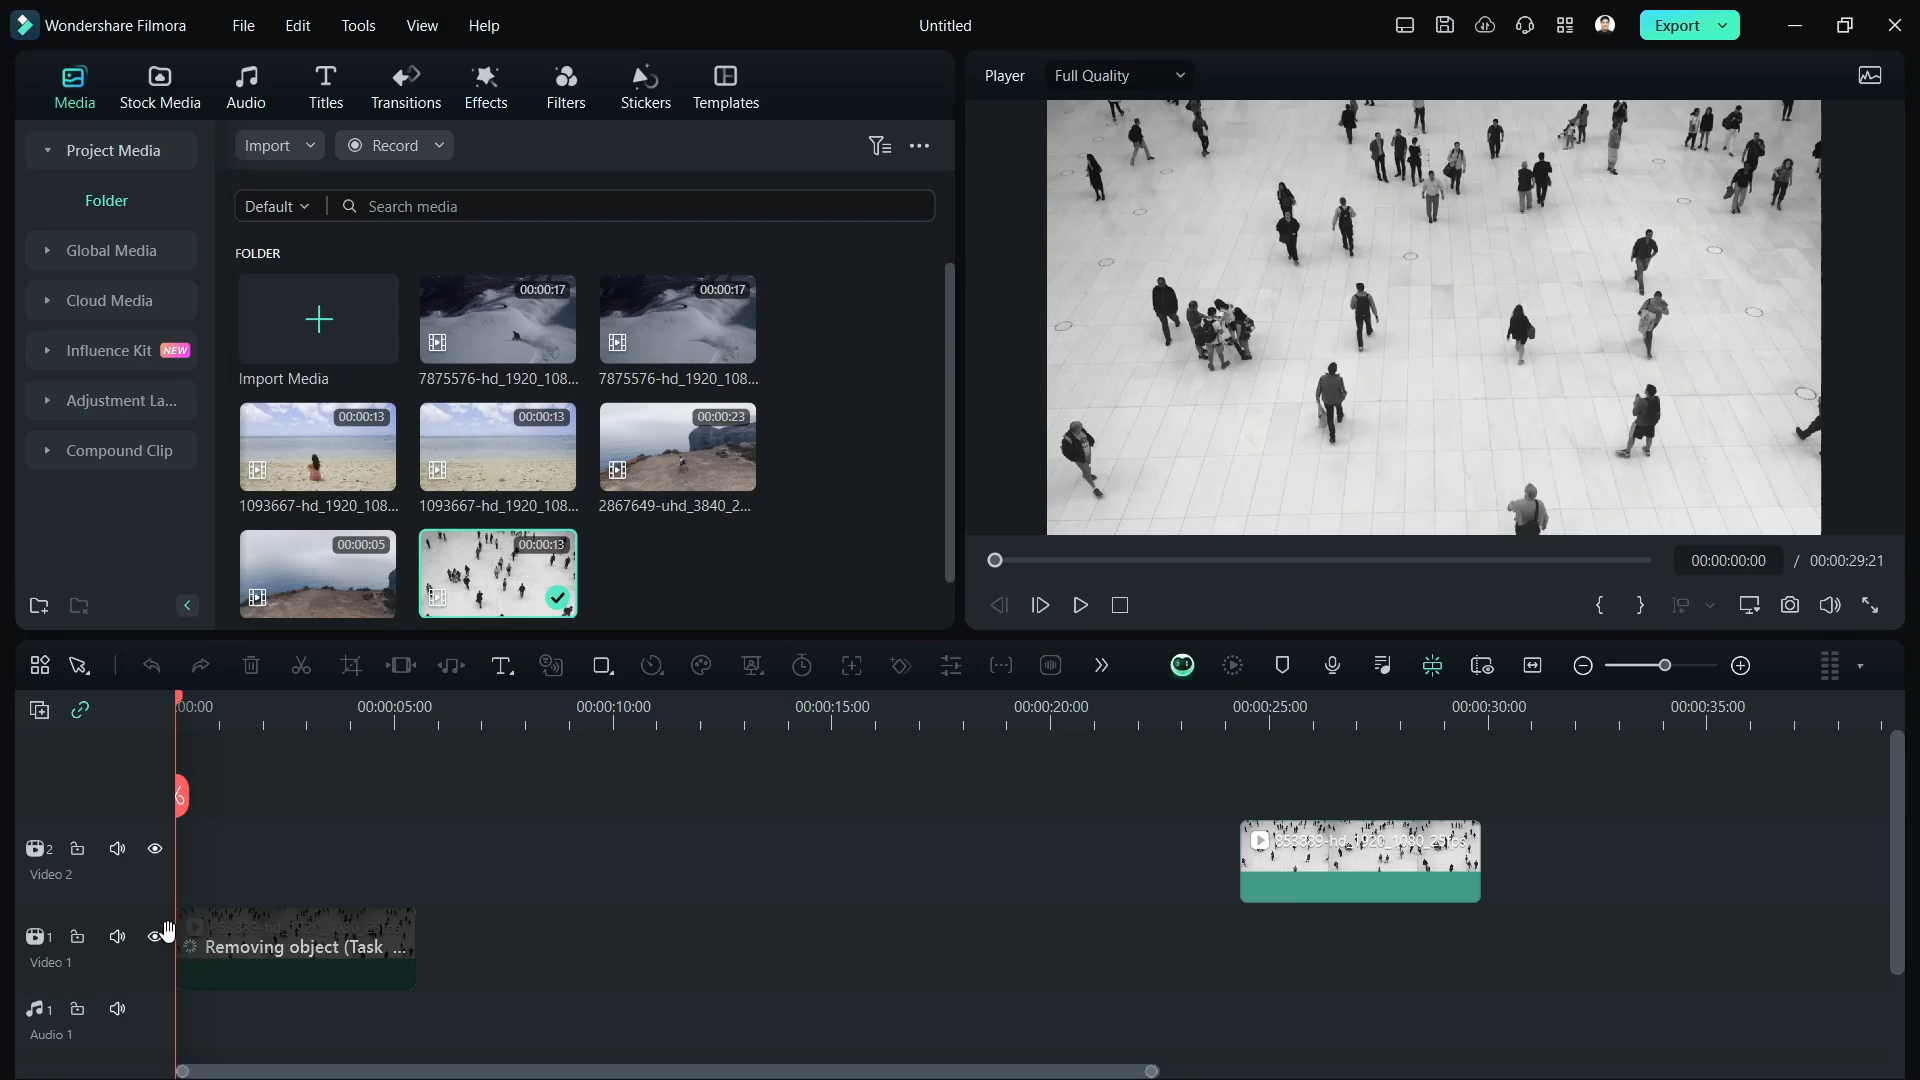 Wondershare Filmora
File
Edit
Tools
View
Help
Untitled
Export
Media
Stock Media
Audio
Titles
Transitions
Effects
Filters
Stickers
Templates
Player
Full Quality
Project Media
Folder
Global Media
Cloud Media
Influence Kit NEW
Adjustment La...
Compound Clip
Import
Record
Default
Search media
FOLDER
00:00:17
00:00:17
Import Media
7875576-hd_1920_108...
7875576-hd_1920_108...
00:00:13
00:00:13
00:00:23
1093667-hd_1920_108...
1093667-hd_1920_108...
2867649-uhd_3840_2...
00:00:05
00:00:13
00:00:00:00 / 00:00:29:21
:00:00
00:00:05:00
00:00:10:00
00:00:15:00
00:00:20:00
00:00:25:00
00:00:30:00
00:00:35:00
2
Video 2
853889-hd_1920_1080_25fps
1
Video 1
853889-hd_1920_1080_25fps
Removing object (Task ...
1
Audio 1